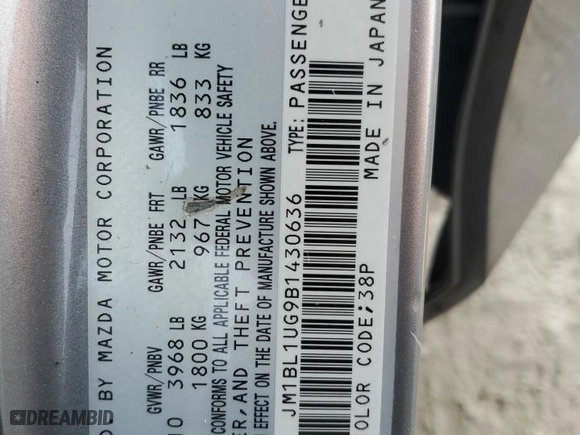 D BY MAZDA MOTOR CORPORATION
GVWR/PNBV GAWR/PNBE FRT GAWR/PNBE RR
10 3968 LB 2132 LB 1836 LB
1800 KG 967 KG 833 KG
CONFORMS TO ALL APPLICABLE FEDERAL MOTOR VEHICLE SAFETY
ER, AND THEFT PREVENTION
EFFECT ON THE DATE OF MANUFACTURE SHOWN ABOVE.
JM1BL1UG9B1430636 TYPE: PASSENGE
OLOR CODE;38P MADE IN JAPAN
DREAMBID